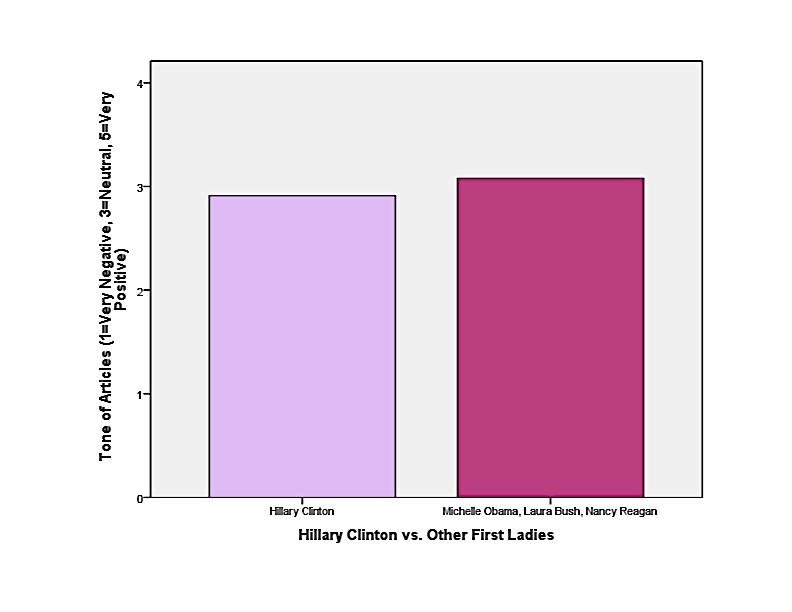 Tone of Articles (1=Very Negative, 3=Neutral, 5=Very
Positive)
4
3
2
1
0
Hillary Clinton
Michelle Obama, Laura Bush, Nancy Reagan
Hillary Clinton vs. Other First Ladies